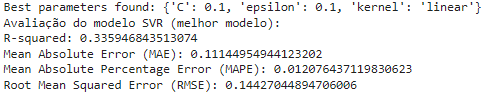 Best parameters found: {'C': 0.1, 'epsilon': 0.1, 'kernel': 'linear'}
Avaliação do modelo SVR (melhor modelo):
R-squared: 0.335946843513074
Mean Absolute Error (MAE): 0.11144954944123202
Mean Absolute Percentage Error (MAPE): 0.012076437119830623
Root Mean Squared Error (RMSE): 0.14427044894706006